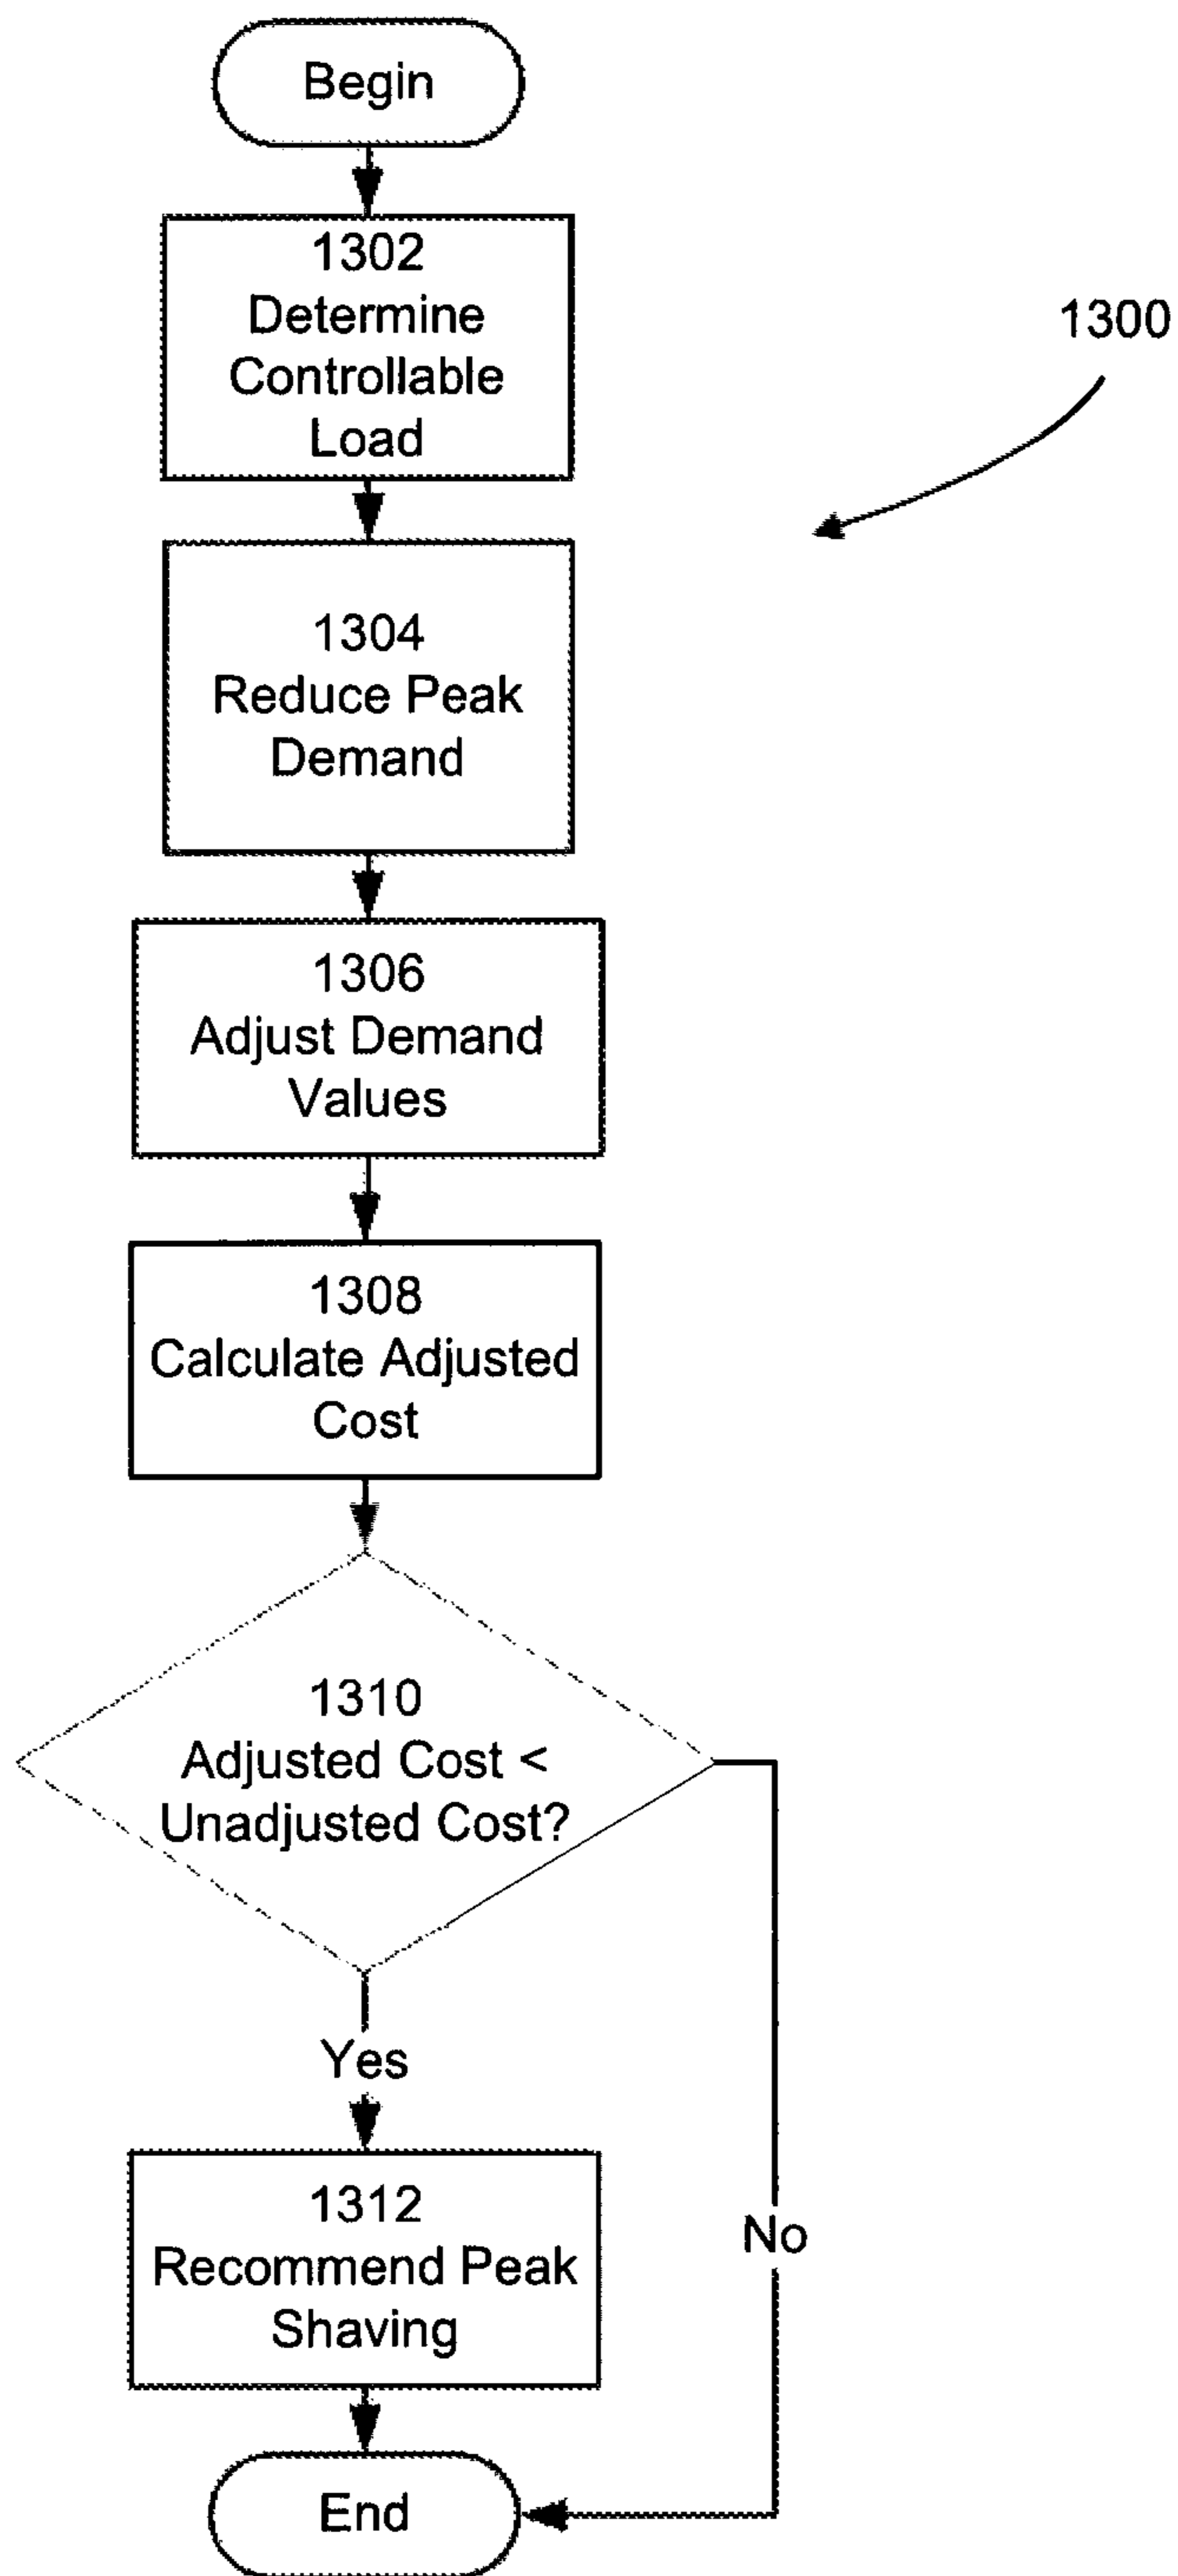 Begin
1302
Determine
Controllable
Load
1300
1304
Reduce Peak
Demand
1306
Adjust Demand
Values
1308
Calculate Adjusted
Cost
1310
Adjusted Cost <
Unadjusted Cost?
Yes
1312
Recommend Peak
Shaving
No
End